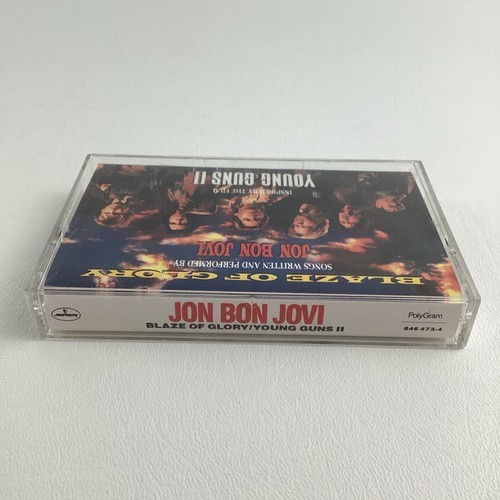 BLAZE OF GLORY
SONGS WRITTEN AND PERFORMED BY
JON BON JOVI
INSPIRED BY THE FILM
YOUNG GUNS II
JON BON JOVI
BLAZE OF GLORY/YOUNG GUNS II
PolyGram
846 473-4